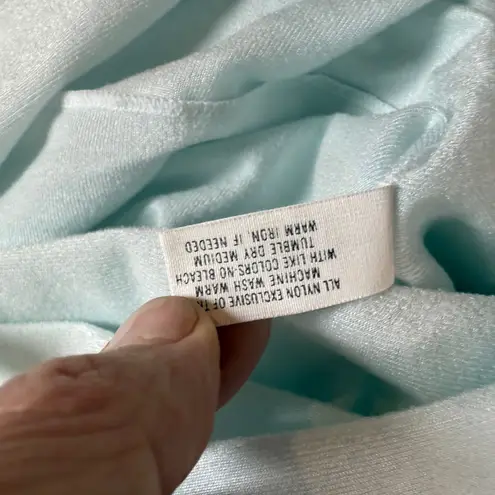 ALL NYLON EXCLUSIVE OF
MACHINE WASH WARM
WITH LIKE COLORS-NO BLEACH
TUMBLE DRY MEDIUM
WARM IRON, IF NEEDED